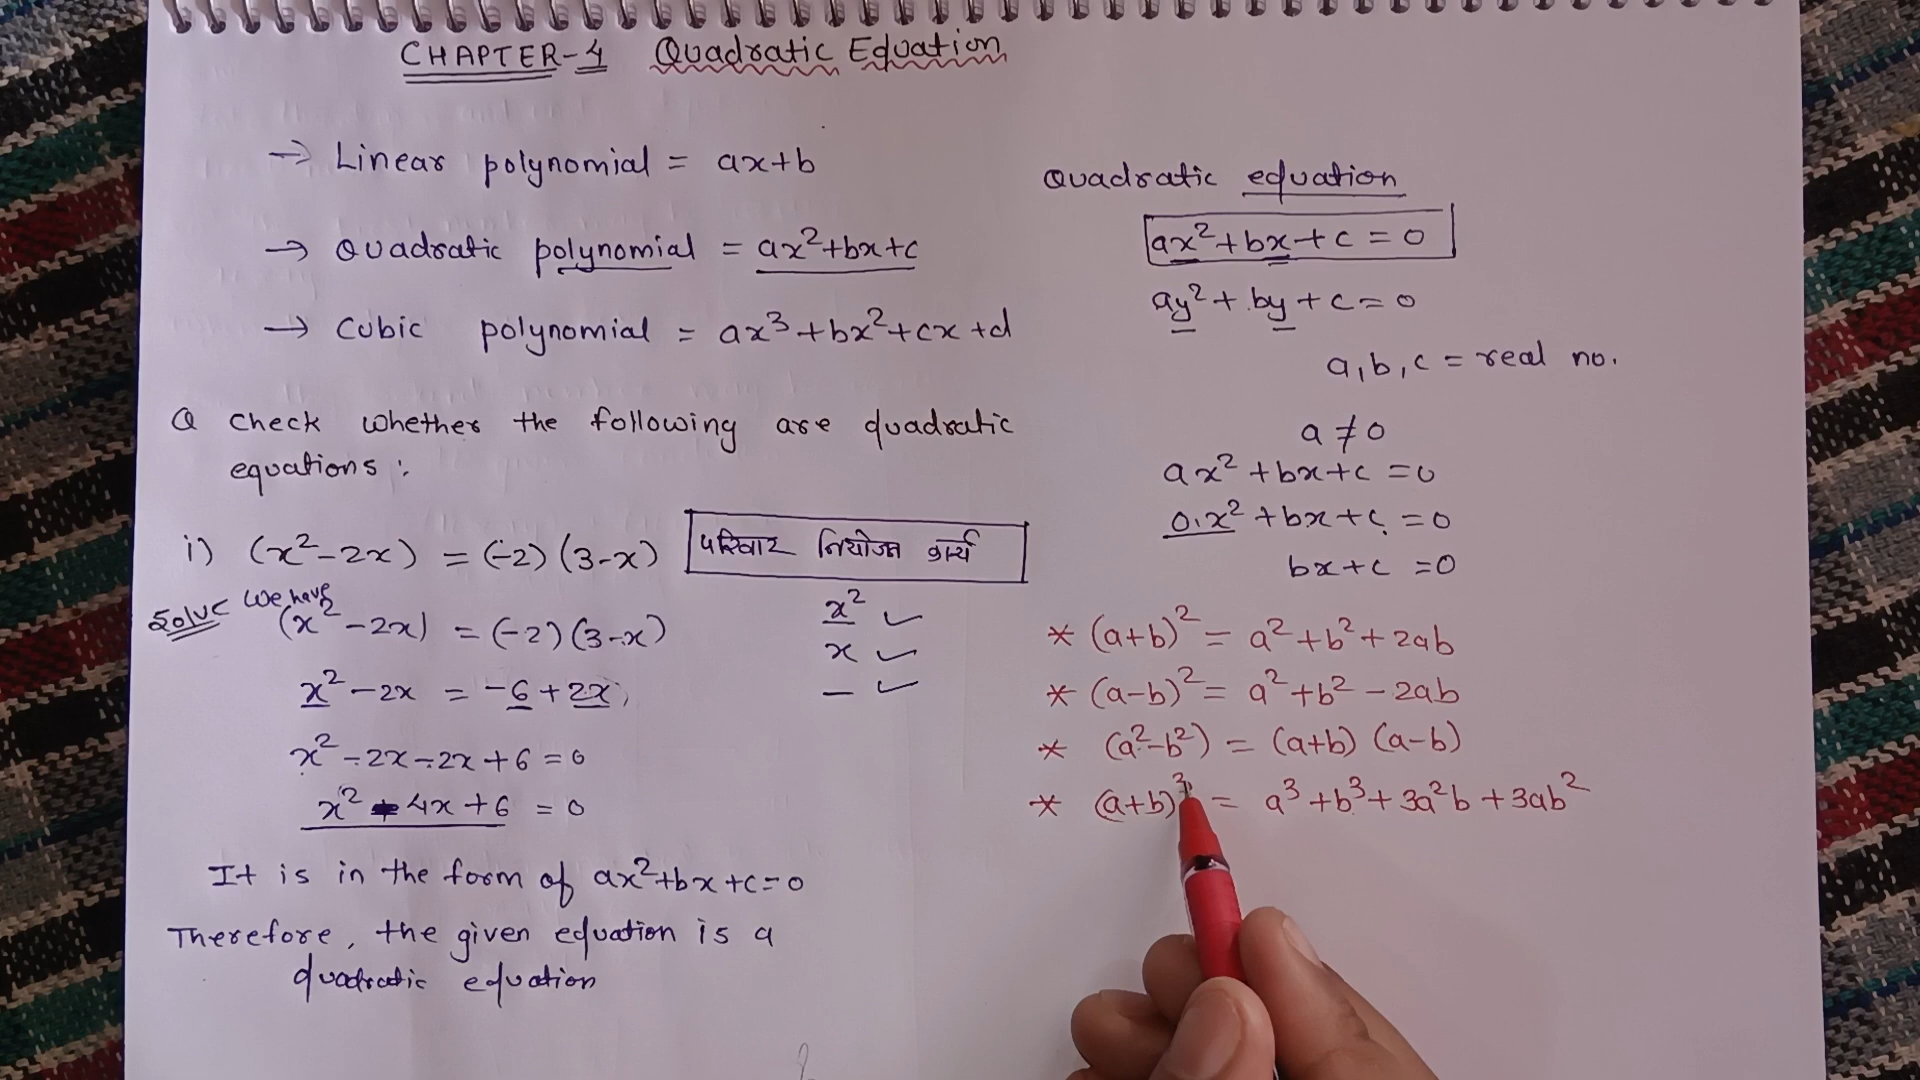 CHAPTER-4 Quadratic Equation
→ Linear polynomial = ax+b
→ Quadratic polynomial = ax²+bx+c
→ Cubic polynomial = ax³+bx²+cx+d
Q Check whether the following are quadratic
equations :
i) (x²-2x) = (-2)(3-x)
परिवार नियोजन कार्य
Solve We have
(x²-2x) = (-2)(3-x)
x²-2x = -6+2x,
x²-2x-2x+6=0
x²-4x+6 = 0
x² ✓
x ✓
— ✓
It is in the form of ax²+bx+c=0
Therefore, the given equation is a
quadratic equation
Quadratic equation
ax²+bx+c=0
ay²+by+c=0
a,b,c = real no.
a≠0
ax²+bx+c=0
0.x²+bx+c=0
bx+c=0
* (a+b)² = a²+b²+2ab
* (a-b)² = a²+b²-2ab
* (a²-b²) = (a+b) (a-b)
* (a+b)³ = a³+b³+3a²b+3ab²